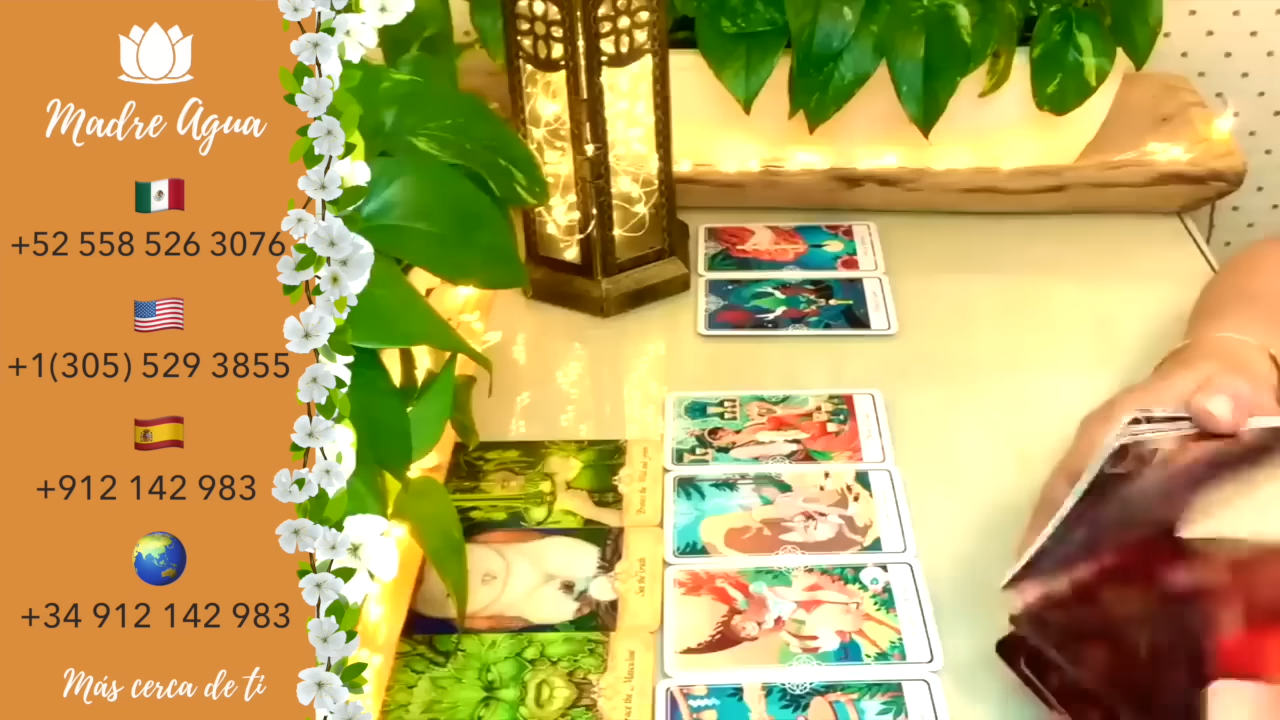 Madre Agua
+52 558 526 3076
+1(305) 529 3855
+912 142 983
+34 912 142 983
Más cerca de ti